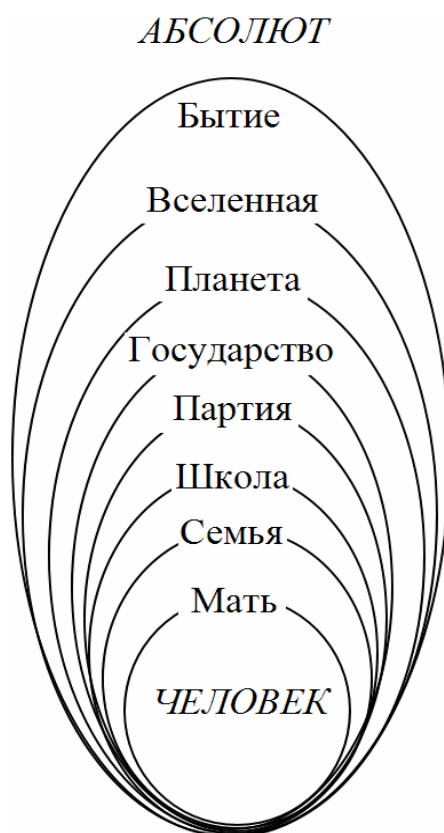 АБСОЛЮТ
Бытие
Вселенная
Планета
Государство
Партия
Школа
Семья
Мать
ЧЕЛОВЕК